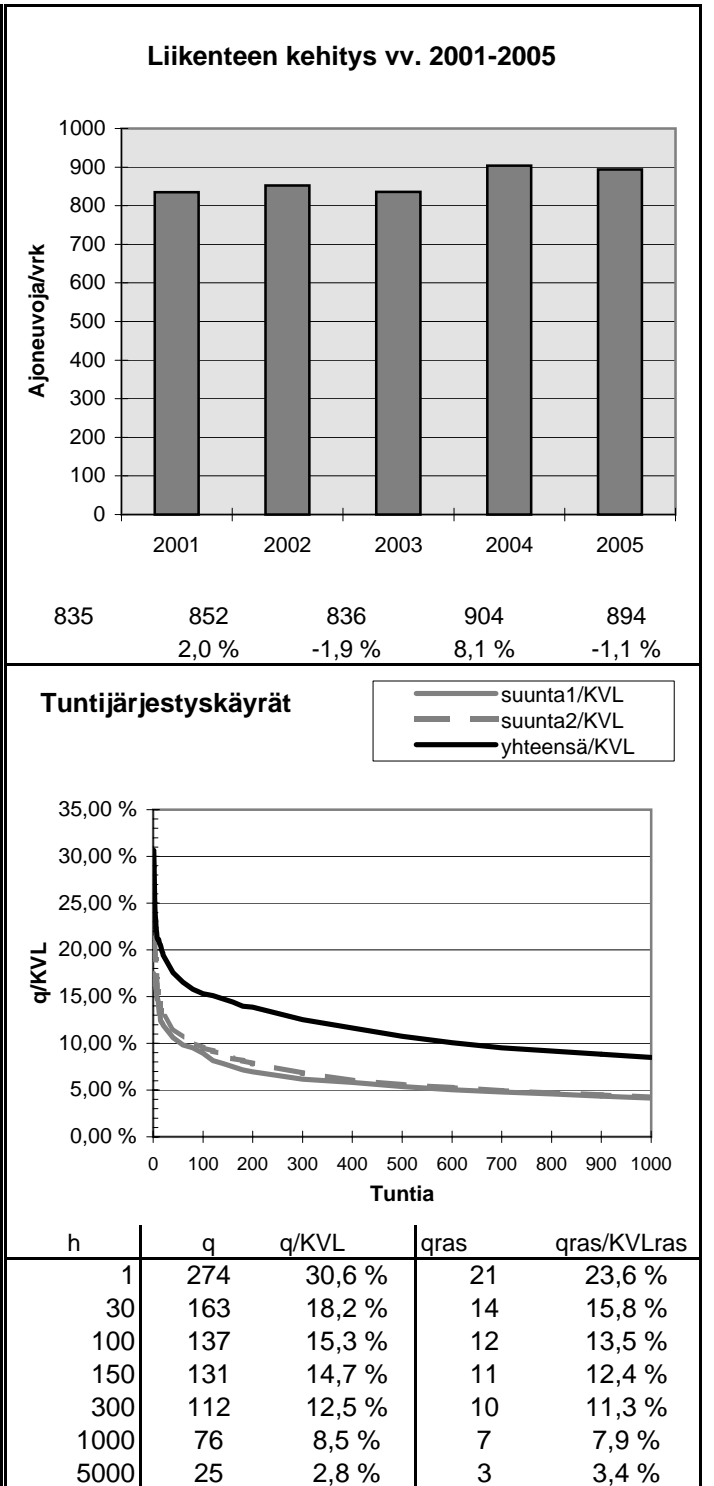 Liikenteen kehitys vv. 2001-2005
1000
900
800
700
600
500
400
300
200
100
0
Ajoneuvoja/vrk
2001 2002 2003 2004 2005
835 852 836 904 894
2,0 % -1,9 % 8,1 % -1,1 %
Tuntijärjestyskäyrät
suunta1/KVL
suunta2/KVL
yhteensä/KVL
35,00 %
30,00 %
25,00 %
20,00 %
15,00 %
10,00 %
5,00 %
0,00 %
q/KVL
0 100 200 300 400 500 600 700 800 900 1000
Tuntia
h q q/KVL qras qras/KVLras
1 274 30,6 % 21 23,6 %
30 163 18,2 % 14 15,8 %
100 137 15,3 % 12 13,5 %
150 131 14,7 % 11 12,4 %
300 112 12,5 % 10 11,3 %
1000 76 8,5 % 7 7,9 %
5000 25 2,8 % 3 3,4 %